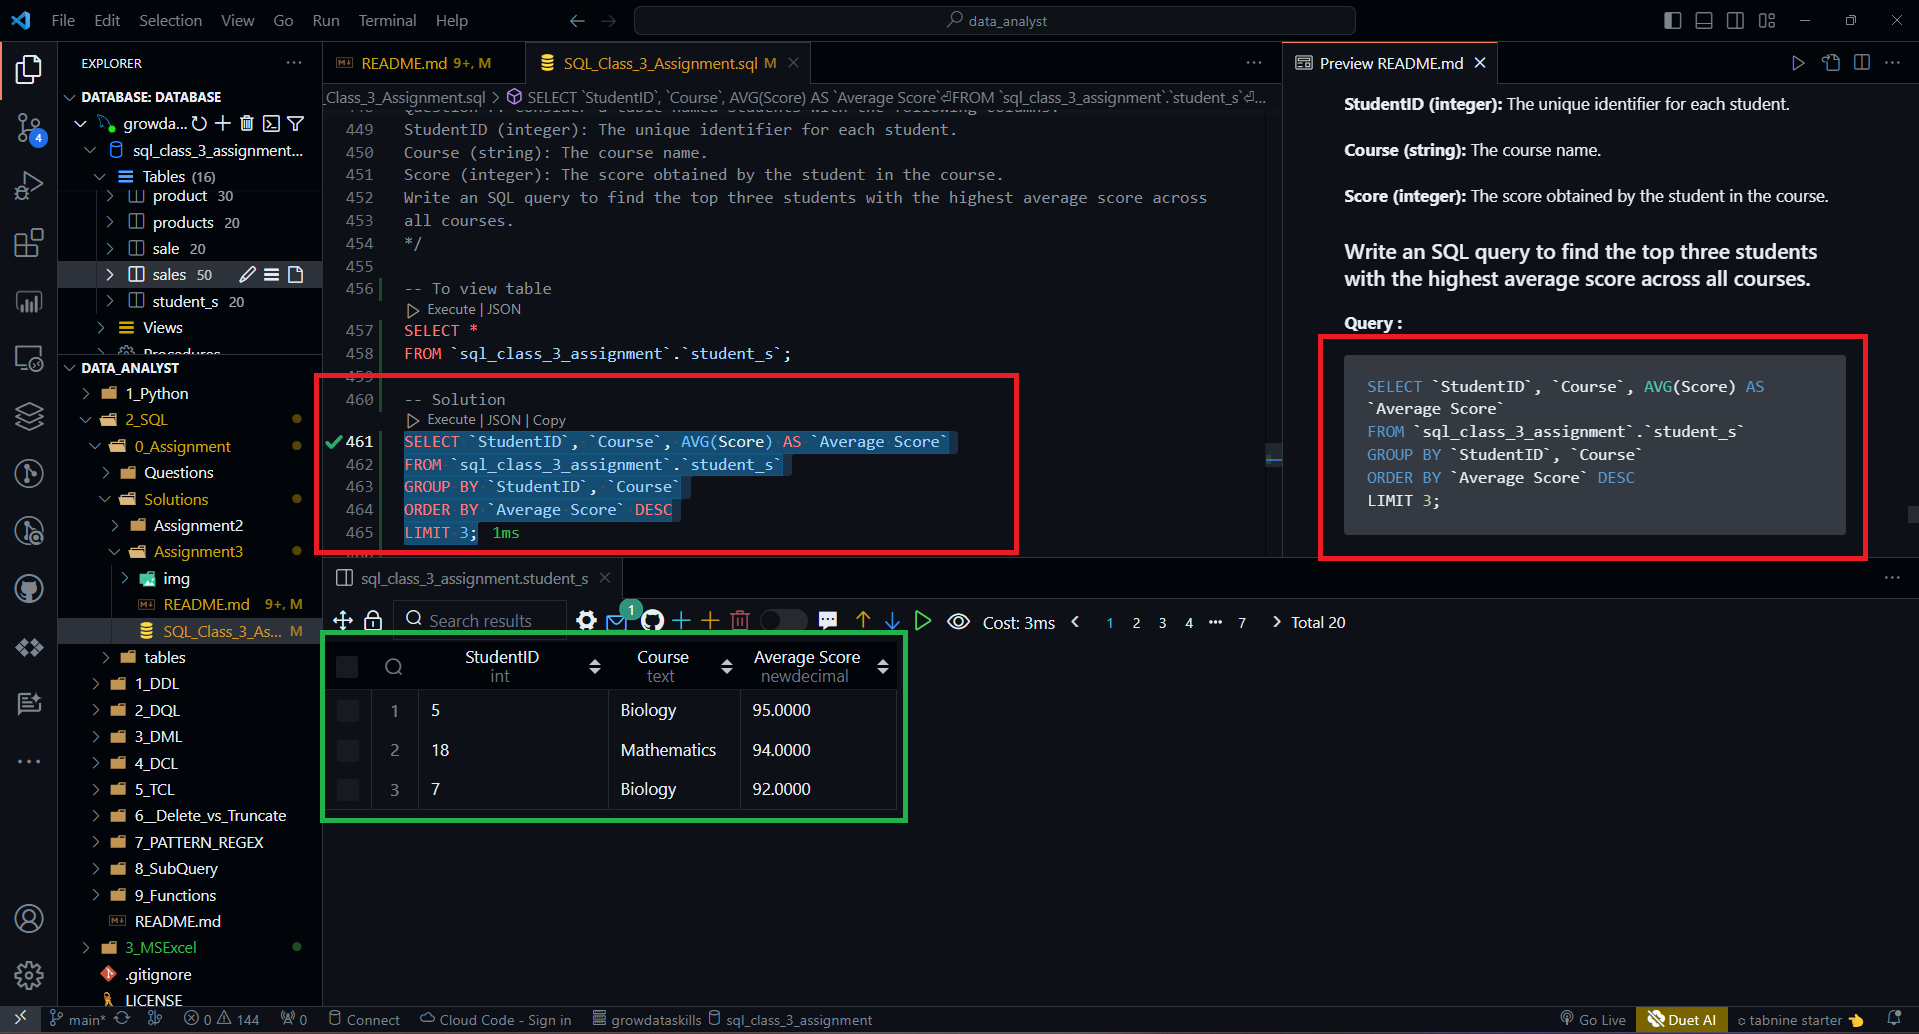 File Edit Selection View Go Run Terminal Help
data_analyst
EXPLORER
DATABASE: DATABASE
growda...
sql_class_3_assignment...
Tables (16)
product 30
products 20
sale 20
sales 50
student_s 20
Views
Procedures
DATA_ANALYST
1_Python
2_SQL
0_Assignment
Questions
Solutions
Assignment2
Assignment3
img
README.md 9+, M
SQL_Class_3_As... M
tables
1_DDL
2_DQL
3_DML
4_DCL
5_TCL
6__Delete_vs_Truncate
7_PATTERN_REGEX
8_SubQuery
9_Functions
README.md
3_MSExcel
.gitignore
LICENSE
4
README.md 9+, M
SQL_Class_3_Assignment.sql M
_Class_3_Assignment.sql > SELECT `StudentID`, `Course`, AVG(Score) AS `Average Score`⏎FROM `sql_class_3_assignment`.`student_s`⏎...
449 StudentID (integer): The unique identifier for each student.
450 Course (string): The course name.
451 Score (integer): The score obtained by the student in the course.
452 Write an SQL query to find the top three students with the highest average score across
453 all courses.
454 */
455
456 -- To view table
Execute | JSON
457 SELECT *
458 FROM `sql_class_3_assignment`.`student_s`;
459
460 -- Solution
Execute | JSON | Copy
461 SELECT `StudentID`, `Course`, AVG(Score) AS `Average Score`
462 FROM `sql_class_3_assignment`.`student_s`
463 GROUP BY `StudentID`, `Course`
464 ORDER BY `Average Score` DESC
465 LIMIT 3; 1ms
Preview README.md
StudentID (integer): The unique identifier for each student.
Course (string): The course name.
Score (integer): The score obtained by the student in the course.
Write an SQL query to find the top three students
with the highest average score across all courses.
Query :
SELECT `StudentID`, `Course`, AVG(Score) AS
`Average Score`
FROM `sql_class_3_assignment`.`student_s`
GROUP BY `StudentID`, `Course`
ORDER BY `Average Score` DESC
LIMIT 3;
sql_class_3_assignment.student_s
Search results
1
Cost: 3ms < 1 2 3 4 ··· 7 > Total 20
StudentID Course Average Score
int text newdecimal
1 5 Biology 95.0000
2 18 Mathematics 94.0000
3 7 Biology 92.0000
main* 0 144 0 Connect Cloud Code - Sign in growdataskills sql_class_3_assignment Go Live Duet AI tabnine starter